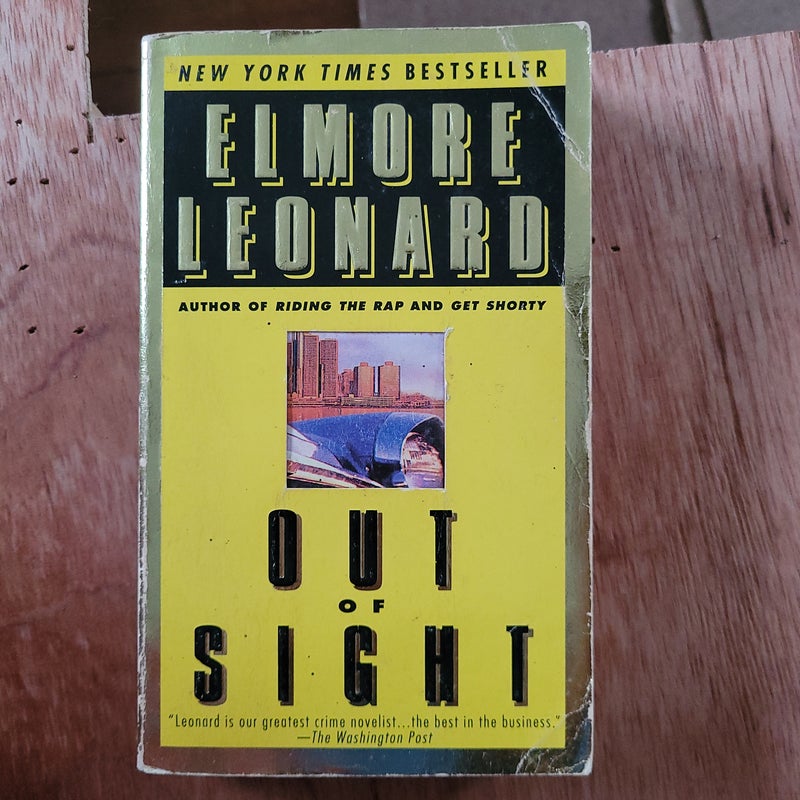 NEW YORK TIMES BESTSELLER
ELMORE
LEONARD
AUTHOR OF RIDING THE RAP AND GET SHORTY
OUT
OF
SIGHT
"Leonard is our greatest crime novelist...the best in the business."
—The Washington Post